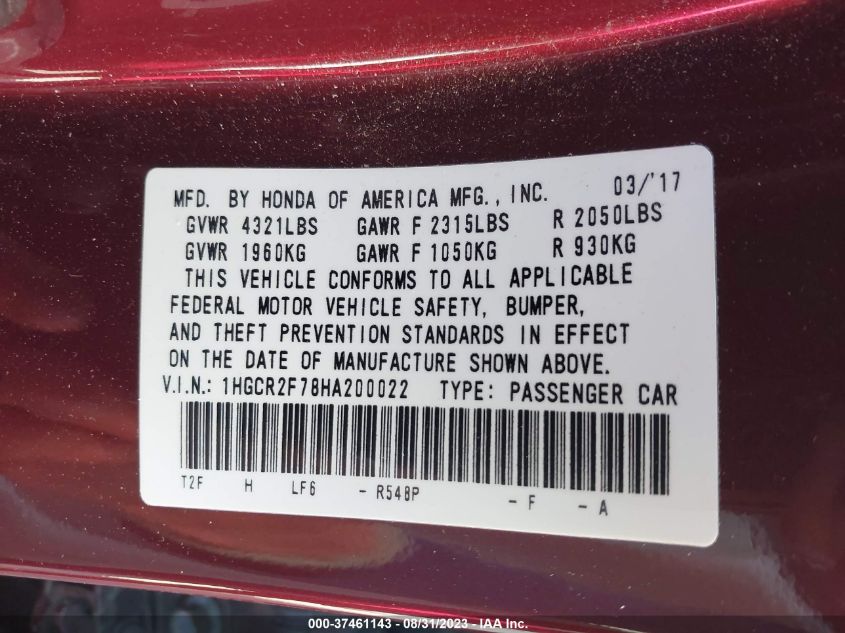 MFD. BY HONDA OF AMERICA MFG., INC. 03/'17
GVWR 4321LBS GAWR F 2315LBS R 2050LBS
GVWR 1960KG GAWR F 1050KG R 930KG
THIS VEHICLE CONFORMS TO ALL APPLICABLE
FEDERAL MOTOR VEHICLE SAFETY, BUMPER,
AND THEFT PREVENTION STANDARDS IN EFFECT
ON THE DATE OF MANUFACTURE SHOWN ABOVE.
V.I.N.: 1HGCR2F78HA200022 TYPE: PASSENGER CAR
T2F H LF6 - R548P - F - A
000-37461143 - 08/31/2023 - IAA Inc.